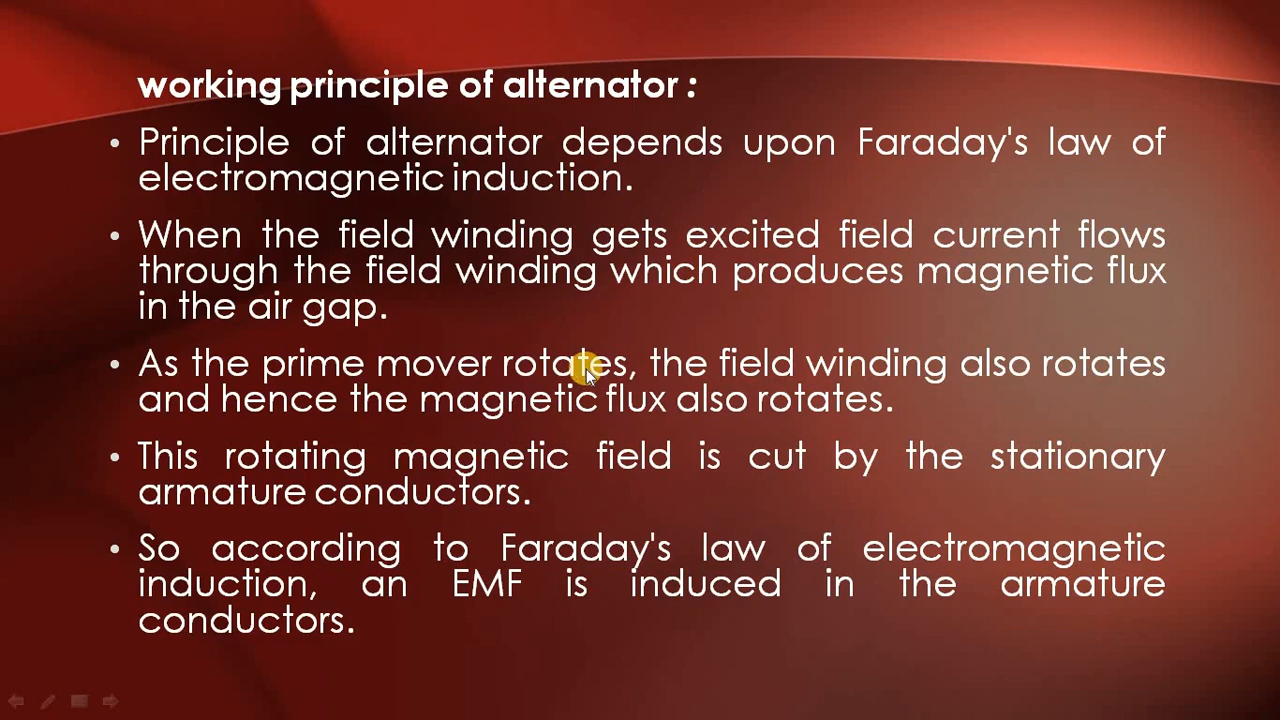 working principle of alternator :
• Principle of alternator depends upon Faraday's law of
electromagnetic induction.
• When the field winding gets excited field current flows
through the field winding which produces magnetic flux
in the air gap.
• As the prime mover rotates, the field winding also rotates
and hence the magnetic flux also rotates.
• This rotating magnetic field is cut by the stationary
armature conductors.
• So according to Faraday's law of electromagnetic
induction, an EMF is induced in the armature
conductors.